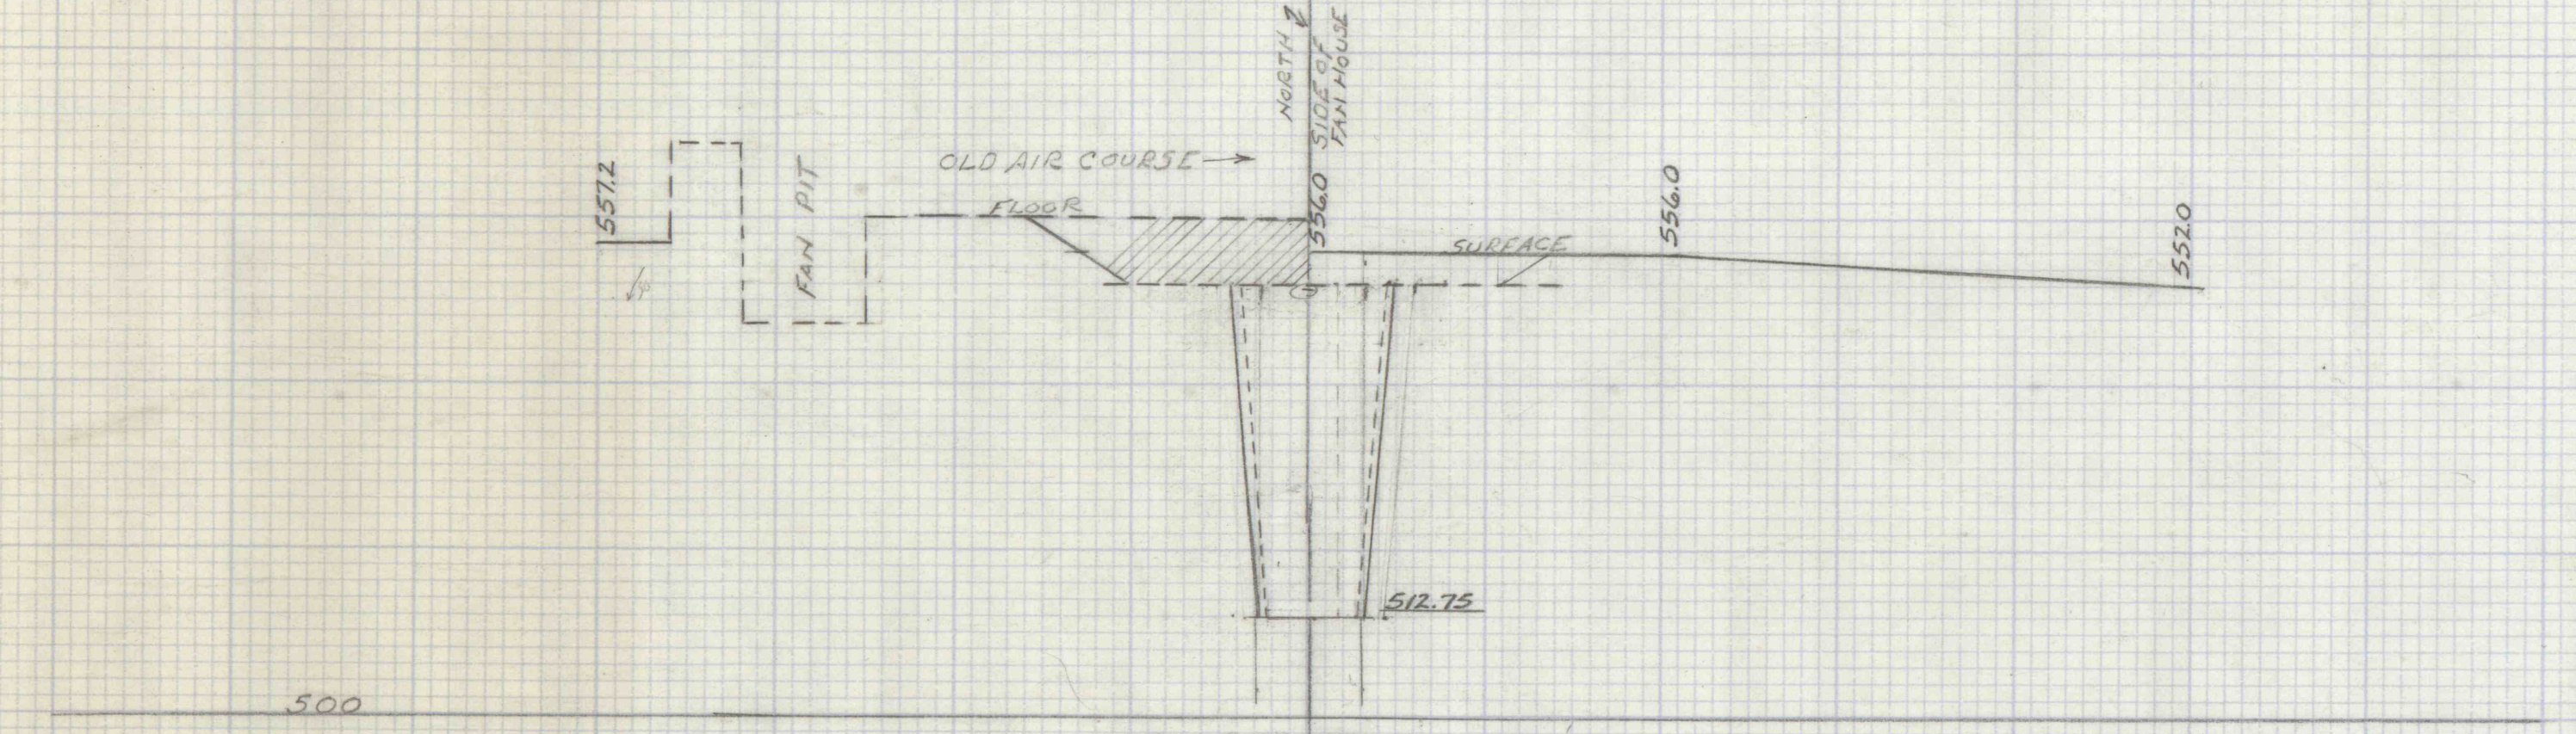 NORTH
SIDE OF
FAN HOUSE
OLD AIR COURSE
557.2
FAN PIT
FLOOR
556.0
SURFACE
556.0
552.0
512.75
500